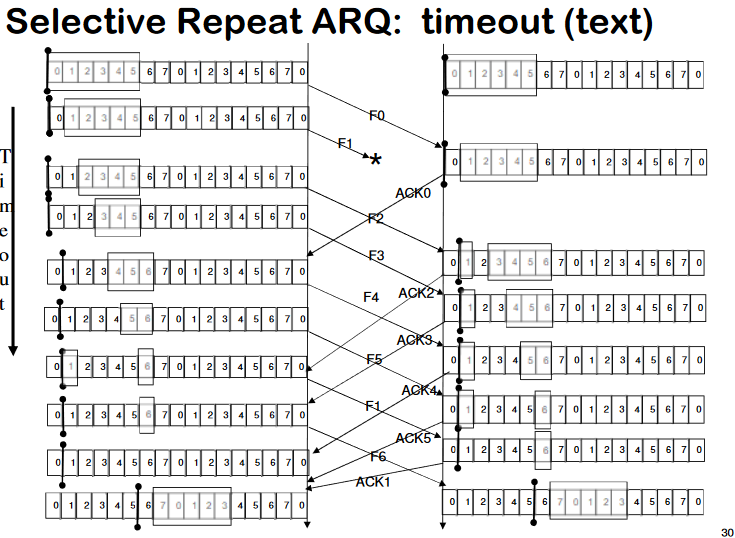 Selective Repeat ARQ: timeout (text)
0 1 2 3 4 5 6 7 0 1 2 3 4 5 6 7 0
0 1 2 3 4 5 6 7 0 1 2 3 4 5 6 7 0
F0
0 1 2 3 4 5 6 7 0 1 2 3 4 5 6 7 0
F1
*
T
i
m
e
o
u
t
0 1 2 3 4 5 6 7 0 1 2 3 4 5 6 7 0
0 1 2 3 4 5 6 7 0 1 2 3 4 5 6 7 0
ACK0
0 1 2 3 4 5 6 7 0 1 2 3 4 5 6 7 0
F2
F3
0 1 2 3 4 5 6 7 0 1 2 3 4 5 6 7 0
0 1 2 3 4 5 6 7 0 1 2 3 4 5 6 7 0
F4
ACK2
0 1 2 3 4 5 6 7 0 1 2 3 4 5 6 7 0
0 1 2 3 4 5 6 7 0 1 2 3 4 5 6 7 0
ACK3
F5
0 1 2 3 4 5 6 7 0 1 2 3 4 5 6 7 0
0 1 2 3 4 5 6 7 0 1 2 3 4 5 6 7 0
ACK4
F1
0 1 2 3 4 5 6 7 0 1 2 3 4 5 6 7 0
0 1 2 3 4 5 6 7 0 1 2 3 4 5 6 7 0
ACK5
0 1 2 3 4 5 6 7 0 1 2 3 4 5 6 7 0
F6
0 1 2 3 4 5 6 7 0 1 2 3 4 5 6 7 0
ACK1
0 1 2 3 4 5 6 7 0 1 2 3 4 5 6 7 0
0 1 2 3 4 5 6 7 0 1 2 3 4 5 6 7 0
30